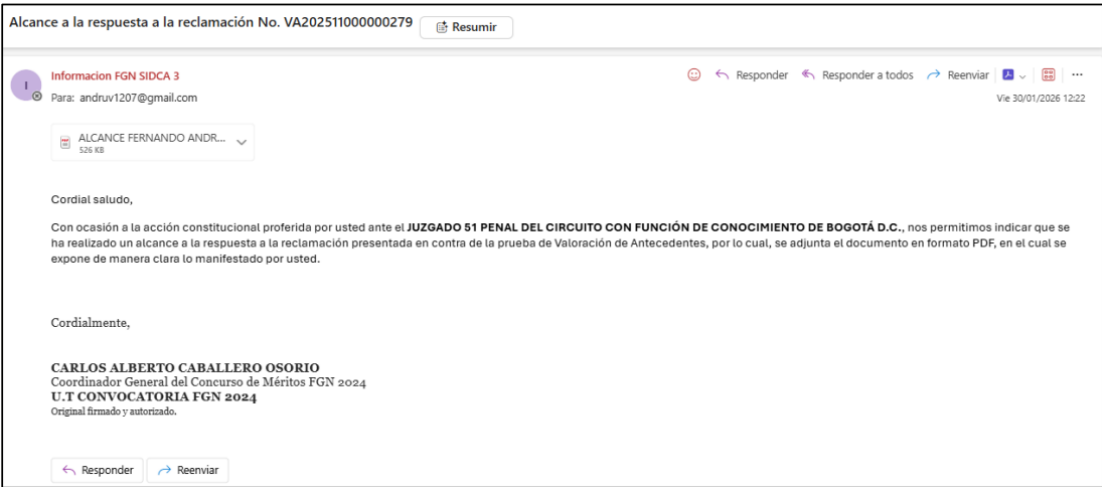 Alcance a la respuesta a la reclamación No. VA202511000000279
Resumir
I
Informacion FGN SIDCA 3
Responder
Responder a todos
Reenviar
Para: andruv1207@gmail.com
Vie 30/01/2026 12:22
ALCANCE FERNANDO ANDR...
526 KB
Cordial saludo,
Con ocasión a la acción constitucional proferida por usted ante el JUZGADO 51 PENAL DEL CIRCUITO CON FUNCIÓN DE CONOCIMIENTO DE BOGOTÁ D.C., nos permitimos indicar que se
ha realizado un alcance a la respuesta a la reclamación presentada en contra de la prueba de Valoración de Antecedentes, por lo cual, se adjunta el documento en formato PDF, en el cual se
expone de manera clara lo manifestado por usted.
Cordialmente,
CARLOS ALBERTO CABALLERO OSORIO
Coordinador General del Concurso de Méritos FGN 2024
U.T CONVOCATORIA FGN 2024
Original firmado y autorizado.
Responder
Reenviar